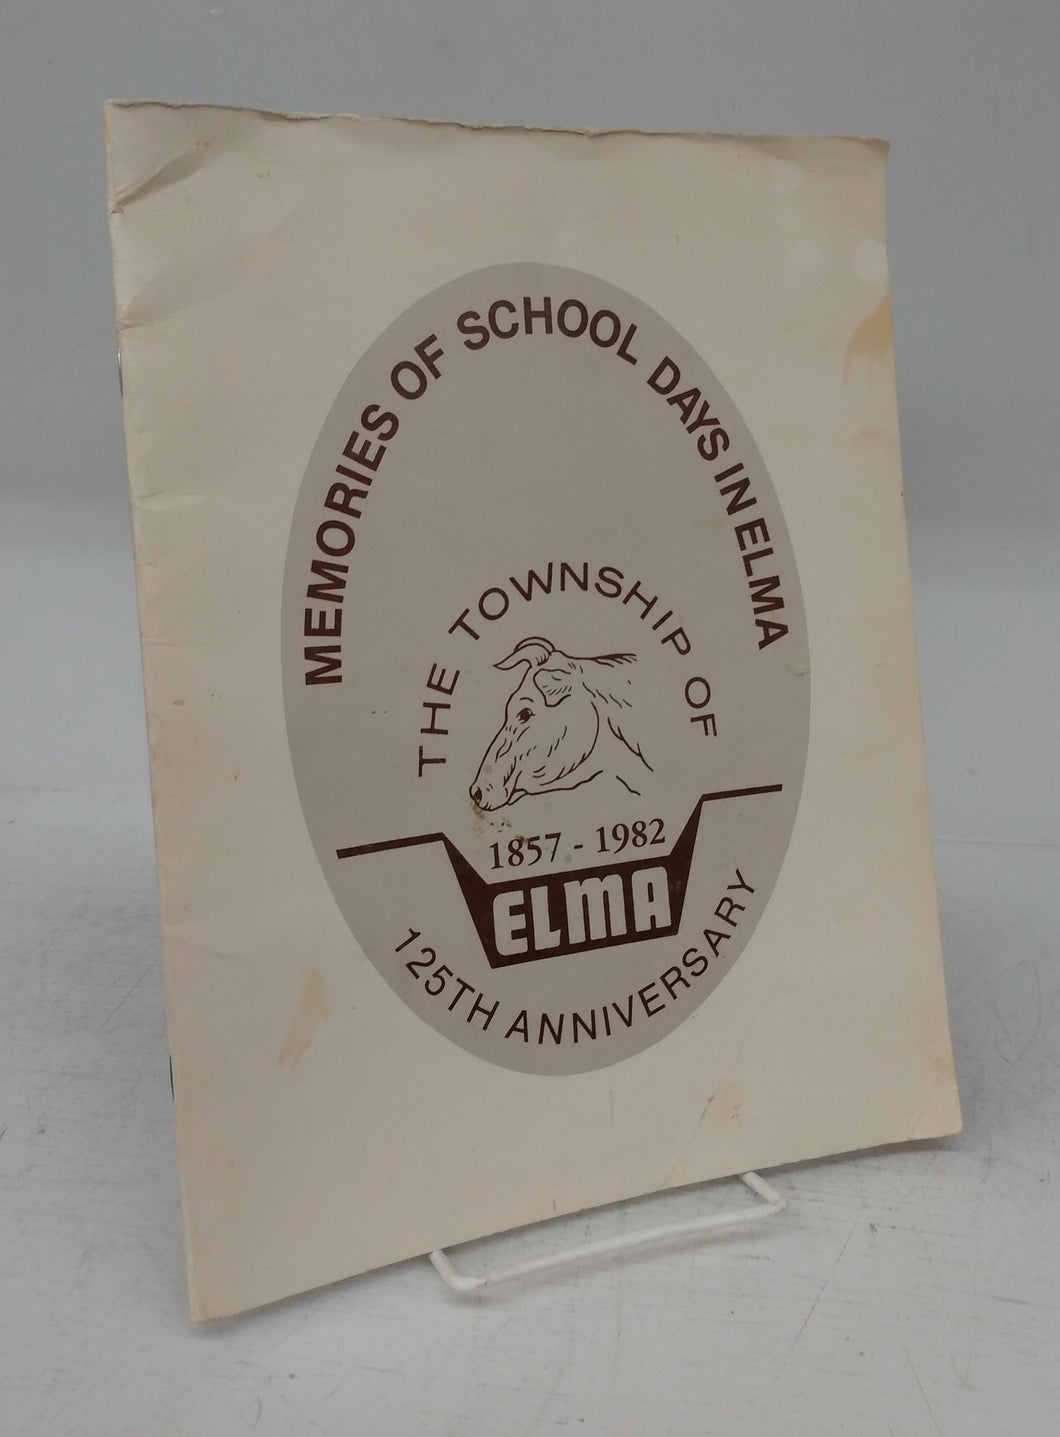 MEMORIES OF SCHOOL DAYS IN ELMA
THE TOWNSHIP OF
1857 - 1982
ELMA
125TH ANNIVERSARY